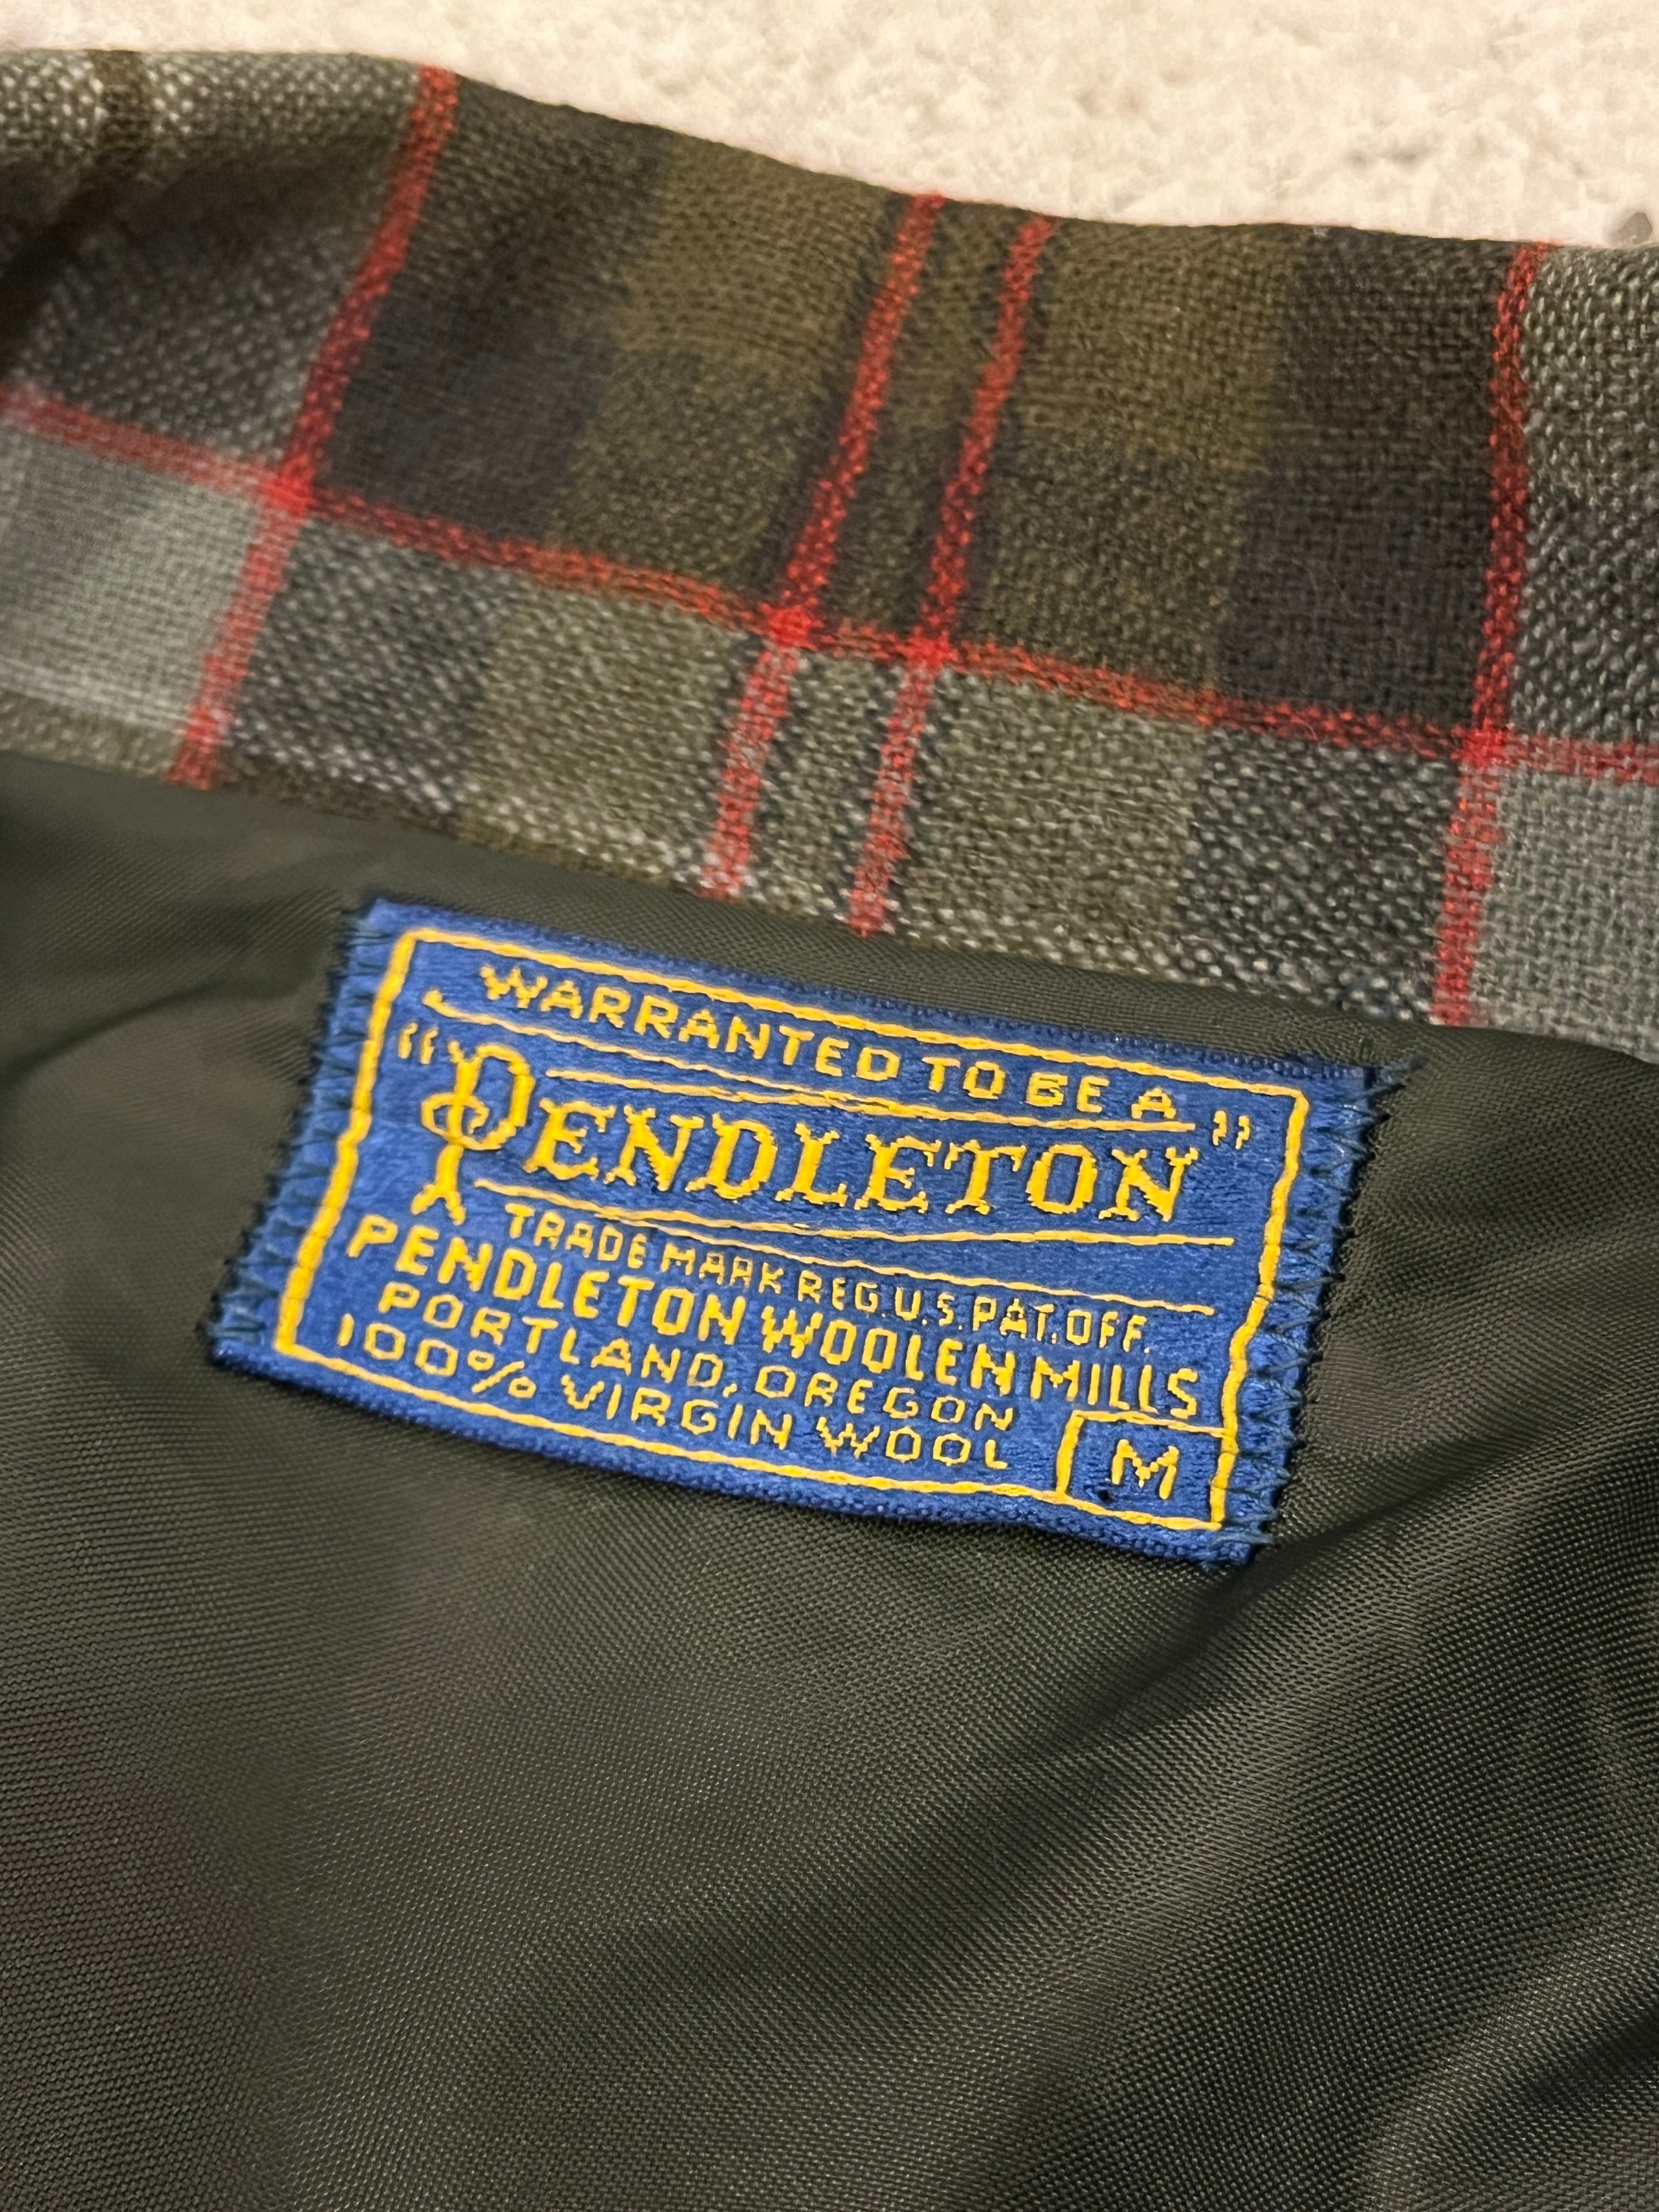 WARRANTED TO BE A
"PENDLETON"
TRADE MARK REG. U.S. PAT. OFF.
PENDLETON WOOLEN MILLS
PORTLAND, OREGON
100% VIRGIN WOOL
M